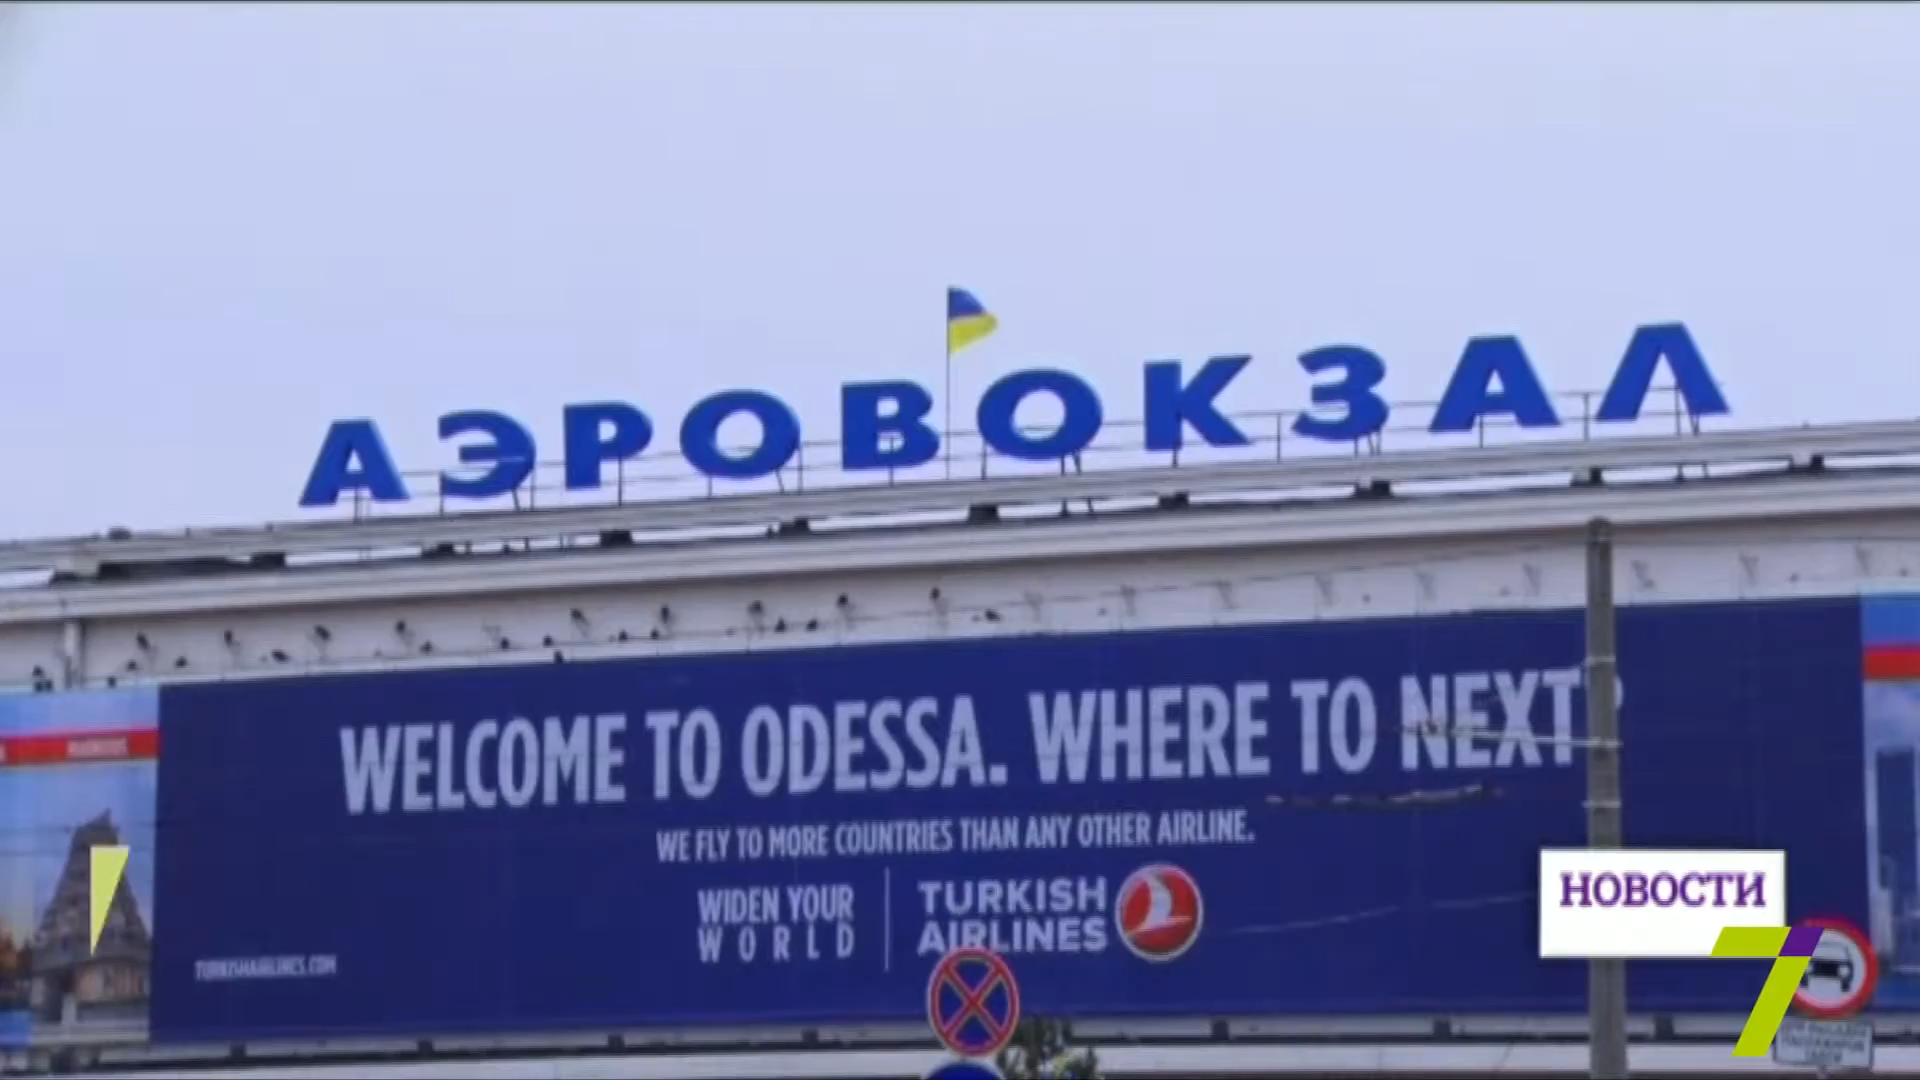 АЭРОВОКЗАЛ
WELCOME TO ODESSA. WHERE TO NEXT?
WE FLY TO MORE COUNTRIES THAN ANY OTHER AIRLINE.
WIDEN YOUR
WORLD
TURKISH
AIRLINES
TURKISHAIRLINES.COM
НОВОСТИ
7